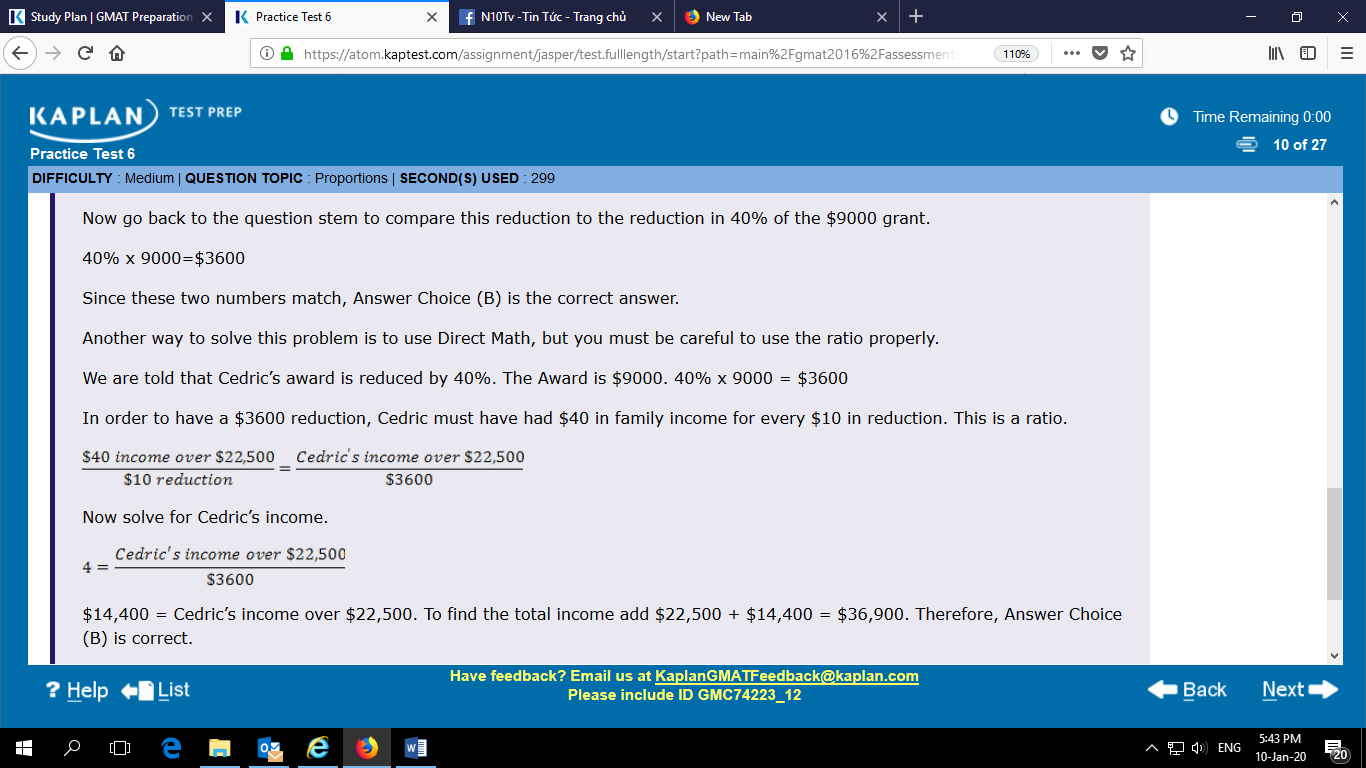 Study Plan | GMAT Preparation
Practice Test 6
N10Tv -Tin Tức - Trang chủ
New Tab
https://atom.kaptest.com/assignment/jasper/test.fulllength/start?path=main%2Fgmat2016%2Fassessment
110%
KAPLAN TEST PREP
Time Remaining 0:00
Practice Test 6
10 of 27
DIFFICULTY : Medium | QUESTION TOPIC : Proportions | SECOND(S) USED : 299
Now go back to the question stem to compare this reduction to the reduction in 40% of the $9000 grant.
40% x 9000=$3600
Since these two numbers match, Answer Choice (B) is the correct answer.
Another way to solve this problem is to use Direct Math, but you must be careful to use the ratio properly.
We are told that Cedric’s award is reduced by 40%. The Award is $9000. 40% x 9000 = $3600
In order to have a $3600 reduction, Cedric must have had $40 in family income for every $10 in reduction. This is a ratio.
$40 income over $22,500 = Cedric's income over $22,500
$10 reduction $3600
Now solve for Cedric’s income.
4 = Cedric's income over $22,500
$3600
$14,400 = Cedric’s income over $22,500. To find the total income add $22,500 + $14,400 = $36,900. Therefore, Answer Choice
(B) is correct.
Have feedback? Email us at KaplanGMATFeedback@kaplan.com
Please include ID GMC74223_12
? Help List
Back Next
ENG
5:43 PM
10-Jan-20
20